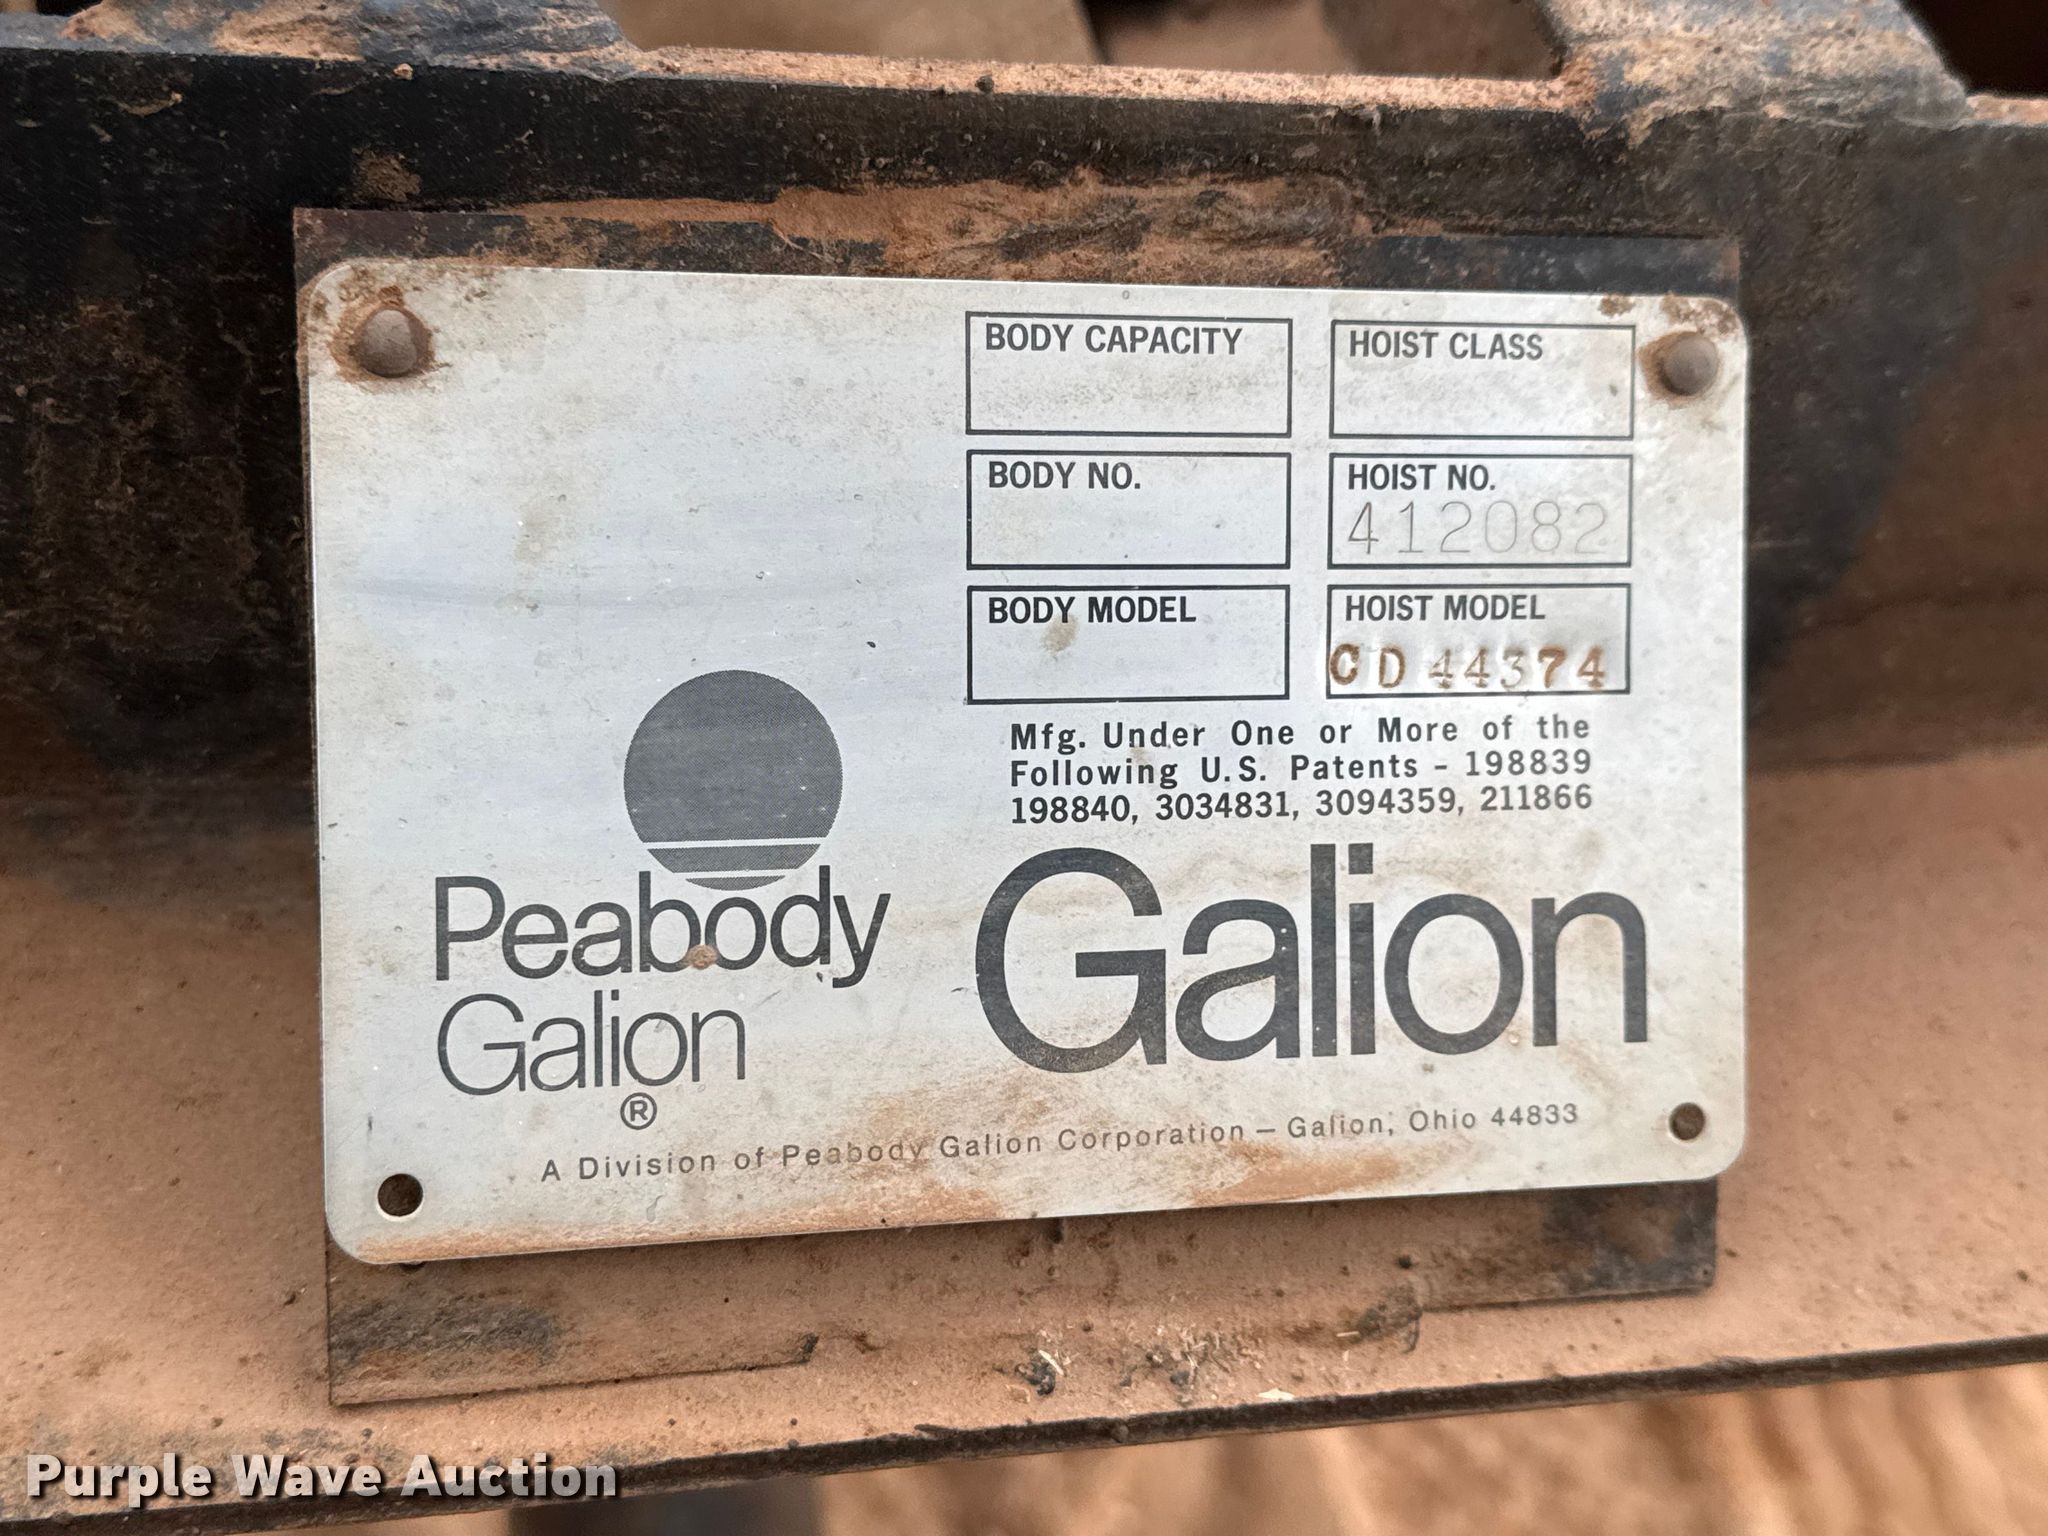 BODY CAPACITY
HOIST CLASS
BODY NO.
HOIST NO.
412082
BODY MODEL
HOIST MODEL
CD44374
Mfg. Under One or More of the
Following U.S. Patents - 198839
198840, 3034831, 3094359, 211866
Peabody
Galion
®
Galion
A Division of Peabody Galion Corporation — Galion, Ohio 44833
Purple Wave Auction